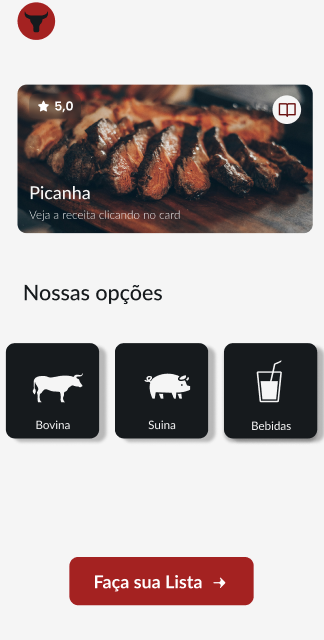 5,0
Picanha
Veja a receita clicando no card
Nossas opções
Bovina
Suina
Bebidas
Faça sua Lista